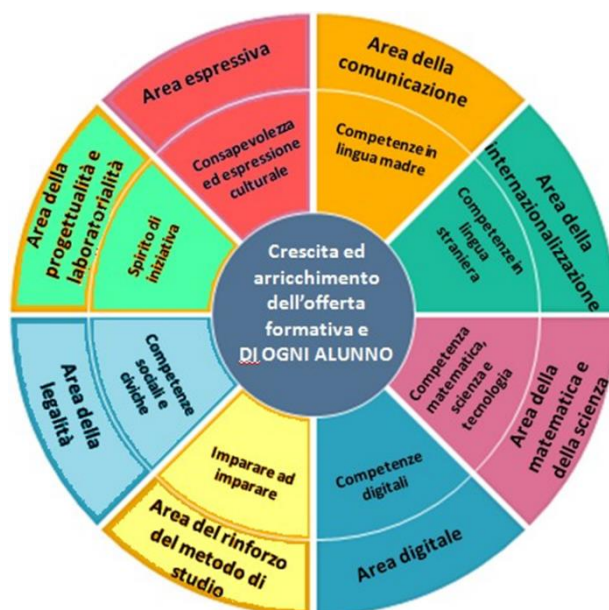 Area espressiva
Consapevolezza
ed espressione
culturale
Area della
comunicazione
Competenze in
lingua madre
Area della
internazionalizzazione
Competenze in
lingua
straniera
Area della
matematica e
della scienza
Competenza
matematica,
scienza e
tecnologia
Area digitale
Competenze
digitali
Area del rinforzo
del metodo di
studio
Imparare ad
imparare
Area della
legalità
Competenze
sociali e
civiche
Area della
progettualità e
laboratorialità
Spirito di
iniziativa
Crescita ed
arricchimento
dell'offerta
formativa e
DI OGNI ALUNNO